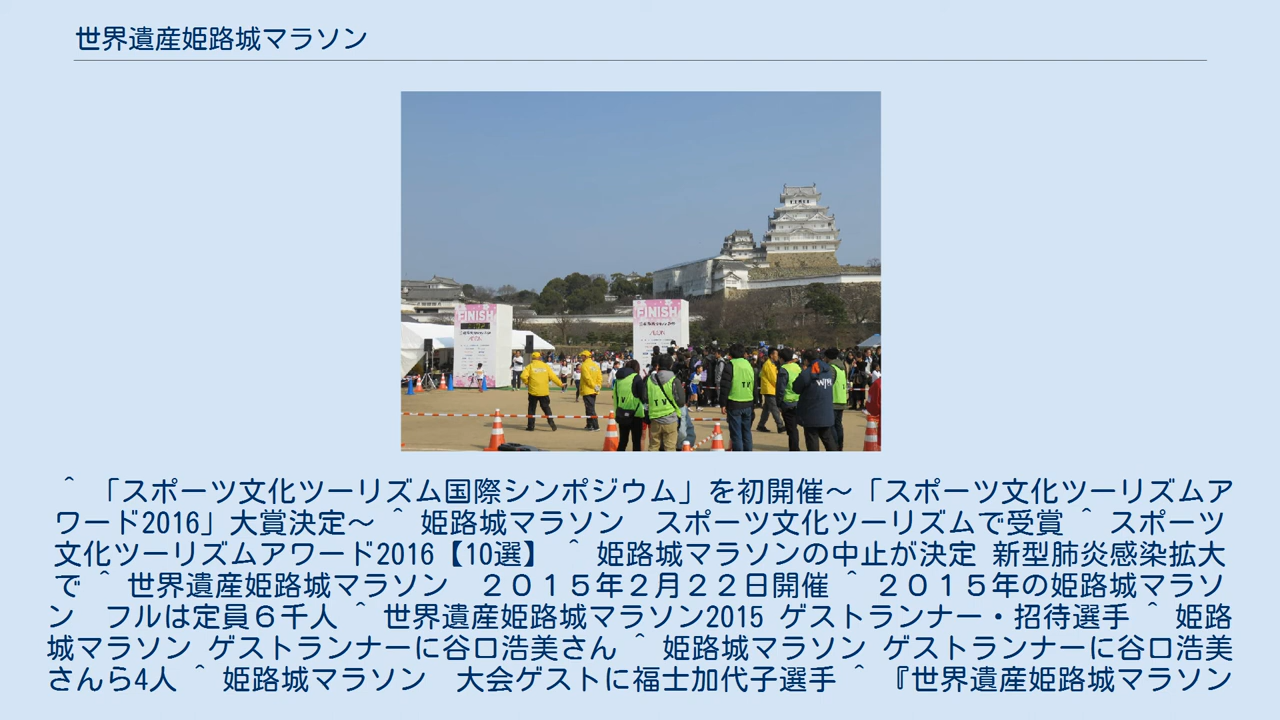 世界遺産姫路城マラソン
FINISH
FINISH
T V
T V
T V
^ 「スポーツ文化ツーリズム国際シンポジウム」を初開催～「スポーツ文化ツーリズムア
ワード2016」大賞決定～ ^ 姫路城マラソン　スポーツ文化ツーリズムで受賞 ^ スポーツ
文化ツーリズムアワード2016【10選】 ^ 姫路城マラソンの中止が決定 新型肺炎感染拡大
で ^ 世界遺産姫路城マラソン　２０１５年２月２２日開催 ^ ２０１５年の姫路城マラソ
ン　フルは定員６千人 ^ 世界遺産姫路城マラソン2015 ゲストランナー・招待選手 ^ 姫路
城マラソン ゲストランナーに谷口浩美さん ^ 姫路城マラソン ゲストランナーに谷口浩美
さんら4人 ^ 姫路城マラソン　大会ゲストに福士加代子選手 ^ 『世界遺産姫路城マラソン